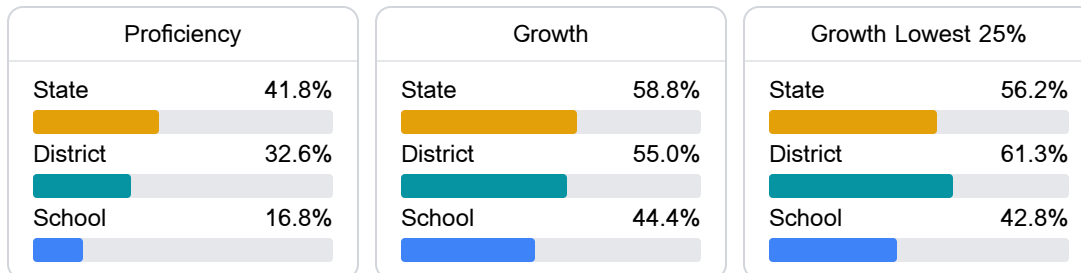 Proficiency
State 41.8%
District 32.6%
School 16.8%
Growth
State 58.8%
District 55.0%
School 44.4%
Growth Lowest 25%
State 56.2%
District 61.3%
School 42.8%